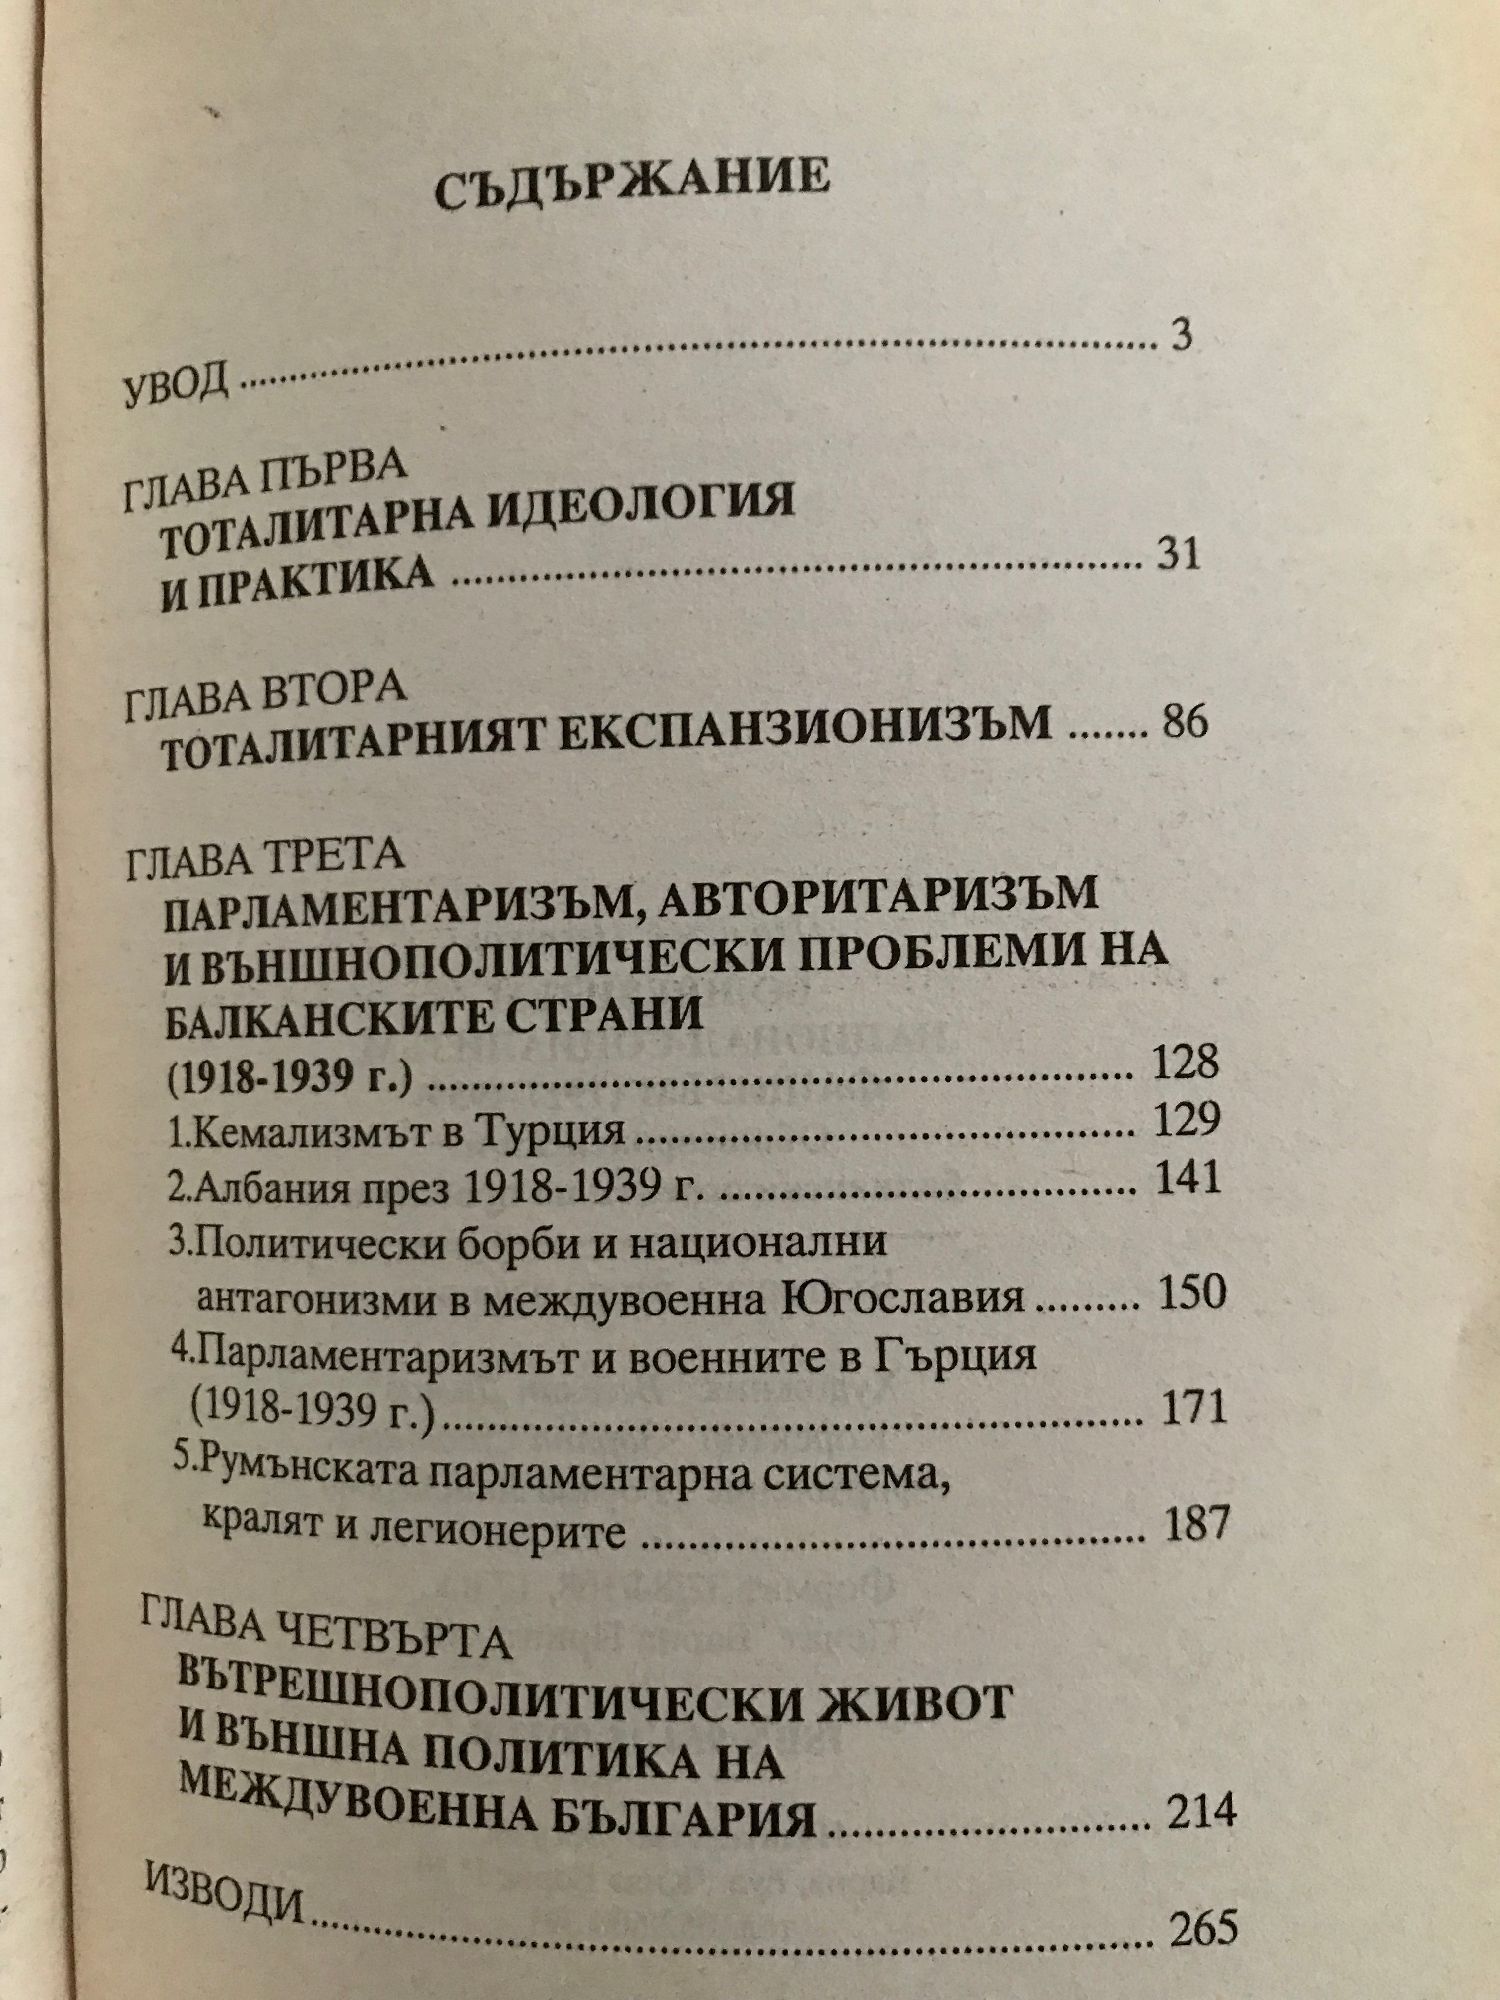 СЪДЪРЖАНИЕ
УВОД ........ 3
ГЛАВА ПЪРВА
ТОТАЛИТАРНА ИДЕОЛОГИЯ
И ПРАКТИКА ........ 31
ГЛАВА ВТОРА
ТОТАЛИТАРНИЯТ ЕКСПАНЗИОНИЗЪМ ....... 86
ГЛАВА ТРЕТА
ПАРЛАМЕНТАРИЗЪМ, АВТОРИТАРИЗЪМ
И ВЪНШНОПОЛИТИЧЕСКИ ПРОБЛЕМИ НА
БАЛКАНСКИТЕ СТРАНИ
(1918-1939 г.) ........ 128
1.Кемализмът в Турция ........ 129
2.Албания през 1918-1939 г. ........ 141
3.Политически борби и национални
антагонизми в междувоенна Югославия ......... 150
4.Парламентаризмът и военните в Гърция
(1918-1939 г.) ........ 171
5.Румънската парламентарна система,
кралят и легионерите ........ 187
ГЛАВА ЧЕТВЪРТА
ВЪТРЕШНОПОЛИТИЧЕСКИ ЖИВОТ
И ВЪНШНА ПОЛИТИКА НА
МЕЖДУВОЕННА БЪЛГАРИЯ ........ 214
ИЗВОДИ ........ 265